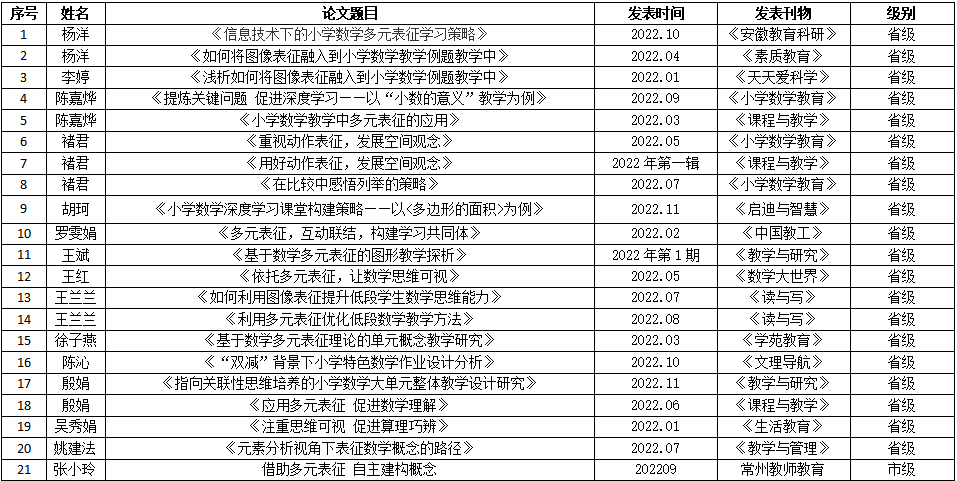 序号 姓名 论文题目 发表时间 发表刊物 级别
1 杨洋 《信息技术下的小学数学多元表征学习策略》 2022.10 《安徽教育科研》 省级
2 杨洋 《如何将图像表征融入到小学数学教学例题教学中》 2022.04 《素质教育》 省级
3 李婷 《浅析如何将图像表征融入到小学数学例题教学中》 2022.01 《天天爱科学》 省级
4 陈嘉烨 《提炼关键问题 促进深度学习——以“小数的意义”教学为例》 2022.09 《小学数学教育》 省级
5 陈嘉烨 《小学数学教学中多元表征的应用》 2022.03 《课程与教学》 省级
6 褚君 《重视动作表征，发展空间观念》 2022.05 《小学数学教育》 省级
7 褚君 《用好动作表征，发展空间观念》 2022年第一辑 《课程与教学》 省级
8 褚君 《在比较中感悟列举的策略》 2022.07 《小学数学教育》 省级
9 胡珂 《小学数学深度学习课堂构建策略——以<多边形的面积>为例》 2022.11 《启迪与智慧》 省级
10 罗雯娟 《多元表征，互动联结，构建学习共同体》 2022.02 《中国教工》 省级
11 王斌 《基于数学多元表征的图形教学探析》 2022年第1期 《教学与研究》 省级
12 王红 《依托多元表征，让数学思维可视》 2022.05 《数学大世界》 省级
13 王兰兰 《如何利用图像表征提升低段学生数学思维能力》 2022.07 《读与写》 省级
14 王兰兰 《利用多元表征优化低段数学教学方法》 2022.08 《读与写》 省级
15 徐子燕 《基于数学多元表征理论的单元概念教学研究》 2022.03 《学苑教育》 省级
16 陈沁 《“双减”背景下小学特色数学作业设计分析》 2022.10 《文理导航》 省级
17 殷娟 《指向关联性思维培养的小学数学大单元整体教学设计研究》 2022.11 《教学与研究》 省级
18 殷娟 《应用多元表征 促进数学理解》 2022.06 《课程与教学》 省级
19 吴秀娟 《注重思维可视 促进算理巧辨》 2022.01 《生活教育》 省级
20 姚建法 《元素分析视角下表征数学概念的路径》 2022.07 《教学与管理》 省级
21 张小玲 借助多元表征 自主建构概念 202209 常州教师教育 市级